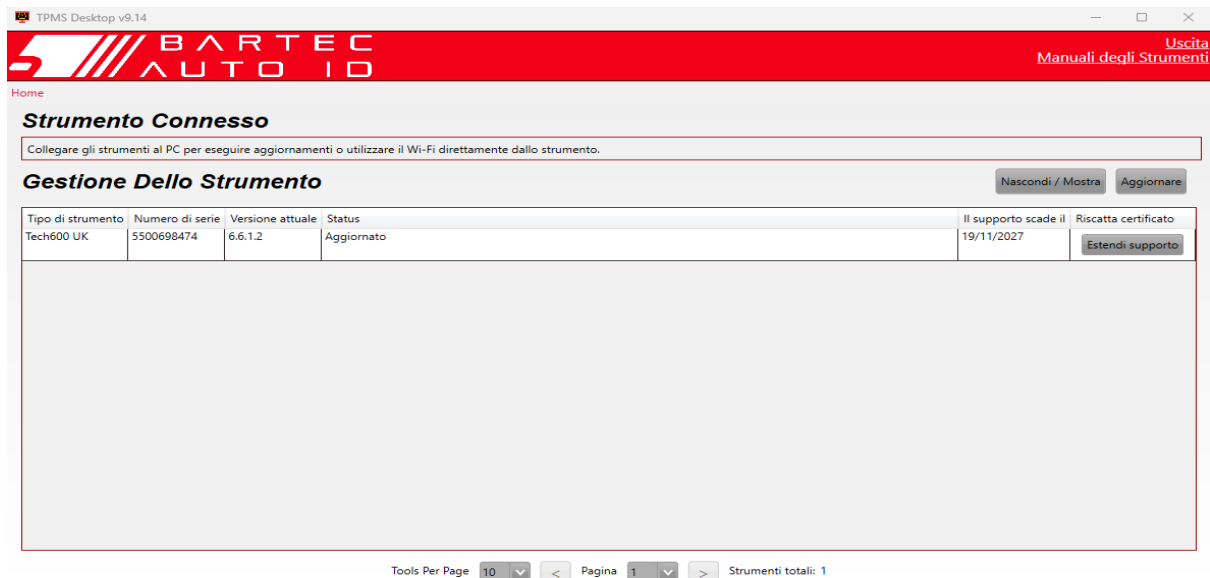 TPMS Desktop v9.14
BARTEC
AUTO ID
Uscita
Manuali degli Strumenti
Home
Strumento Connesso
Collegare gli strumenti al PC per eseguire aggiornamenti o utilizzare il Wi-Fi direttamente dallo strumento.
Gestione Dello Strumento
Nascondi / Mostra Aggiornare
Tipo di strumento Numero di serie Versione attuale Status Il supporto scade il Riscatta certificato
Tech600 UK 5500698474 6.6.1.2 Aggiornato 19/11/2027 Estendi supporto
Tools Per Page 10 < Pagina 1 > Strumenti totali: 1